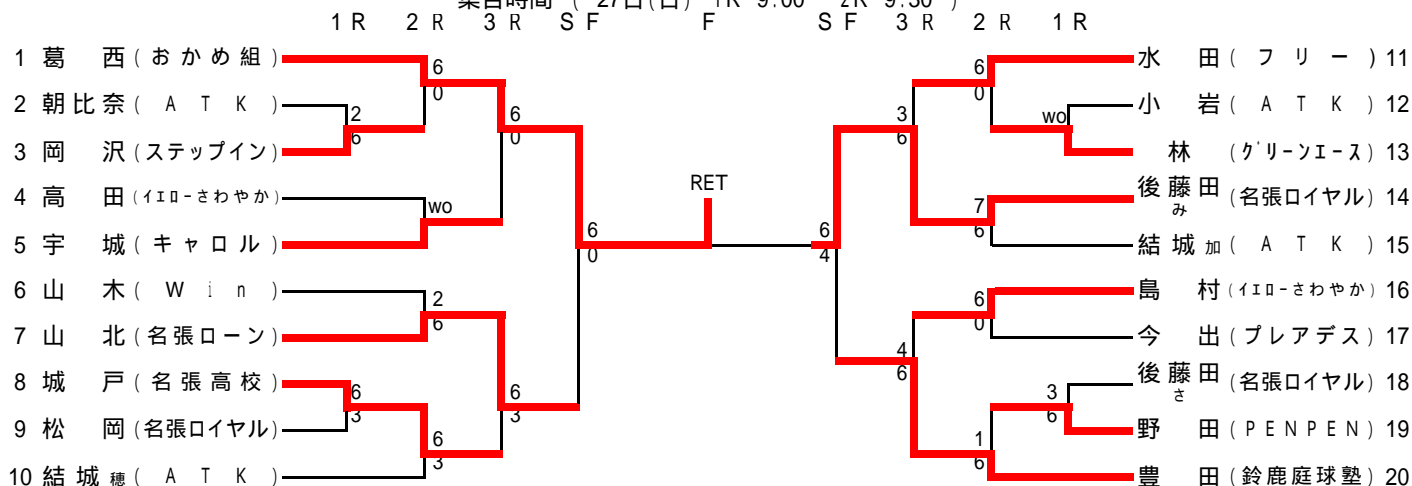 1R 2R 3R SF F SF 3R 2R 1R
1 葛西(おかめ組)
2 朝比奈(ATK)
3 岡沢(ステップイン)
4 高田(イエローさわやか)
5 宇城(キャロル)
6 山木(Win)
7 山北(名張ローン)
8 城戸(名張高校)
9 松岡(名張ロイヤル)
10 結城穂(ATK)
2
6
6
3
6
0
wo
2
6
6
3
6
0
6
3
6
0
RET
6
4
3
6
4
6
6
0
7
6
6
0
1
6
wo
3
6
水田(フリー) 11
小岩(ATK) 12
林(グリーンエース) 13
後藤田み(名張ロイヤル) 14
結城加(ATK) 15
島村(イエローさわやか) 16
今出(プレアデス) 17
後藤田さ(名張ロイヤル) 18
野田(PENPEN) 19
豊田(鈴鹿庭球塾) 20